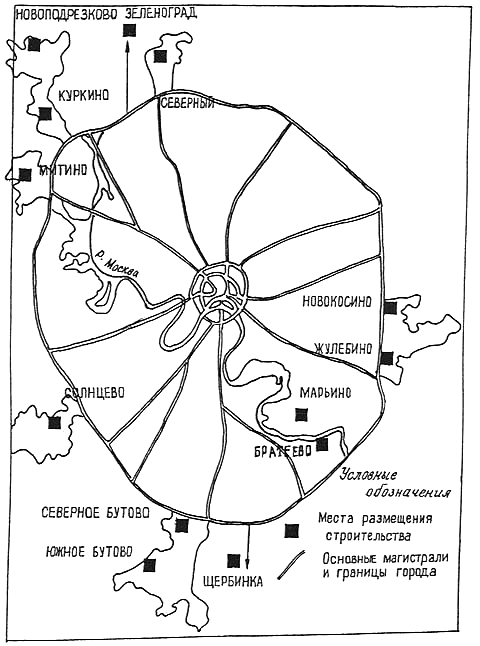 НОВОПОДРЕЗКОВО ЗЕЛЕНОГРАД
КУРКИНО
СЕВЕРНЫЙ
МИТИНО
р. Москва
НОВОКОСИНО
ЖУЛЕБИНО
СОЛНЦЕВО
МАРЬИНО
БРАТЕЕВО
Условные
обозначения
СЕВЕРНОЕ БУТОВО
Места размещения
строительства
ЮЖНОЕ БУТОВО
Основные магистрали
и границы города
ЩЕРБИНКА